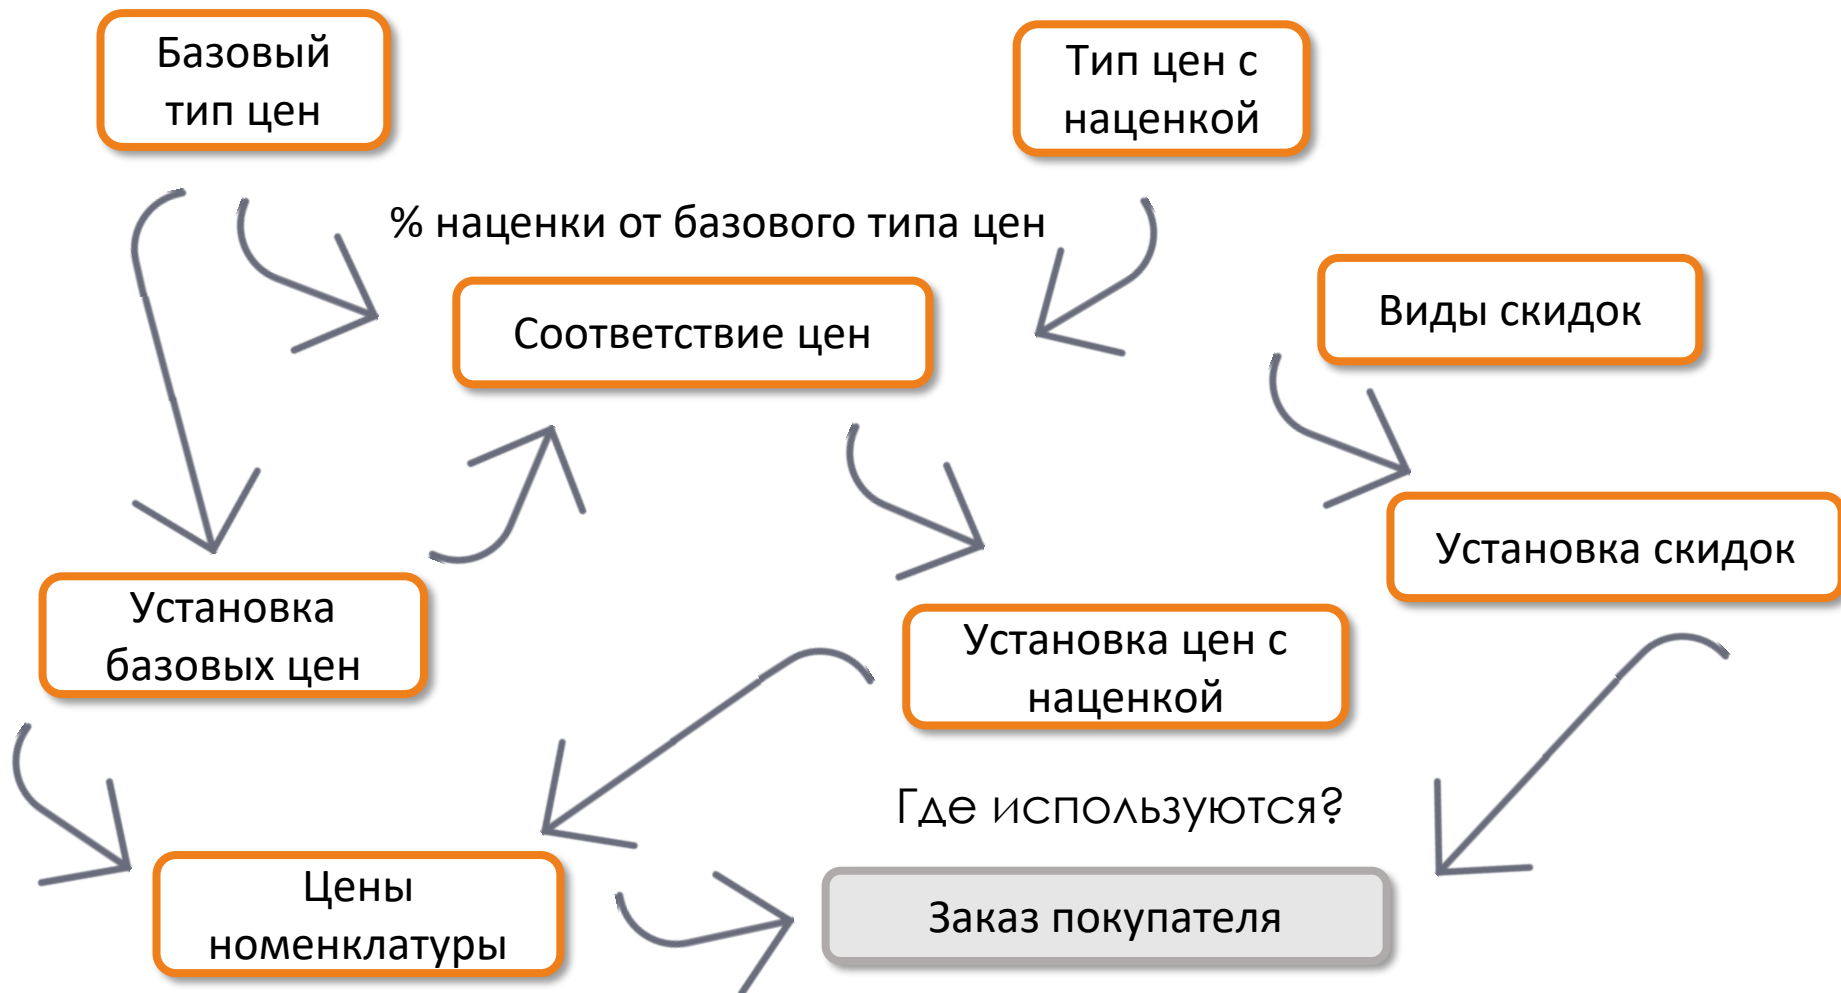 Базовый
тип цен
Тип цен с
наценкой
% наценки от базового типа цен
Соответствие цен
Виды скидок
Установка скидок
Установка
базовых цен
Установка цен с
наценкой
Где используются?
Цены
номенклатуры
Заказ покупателя